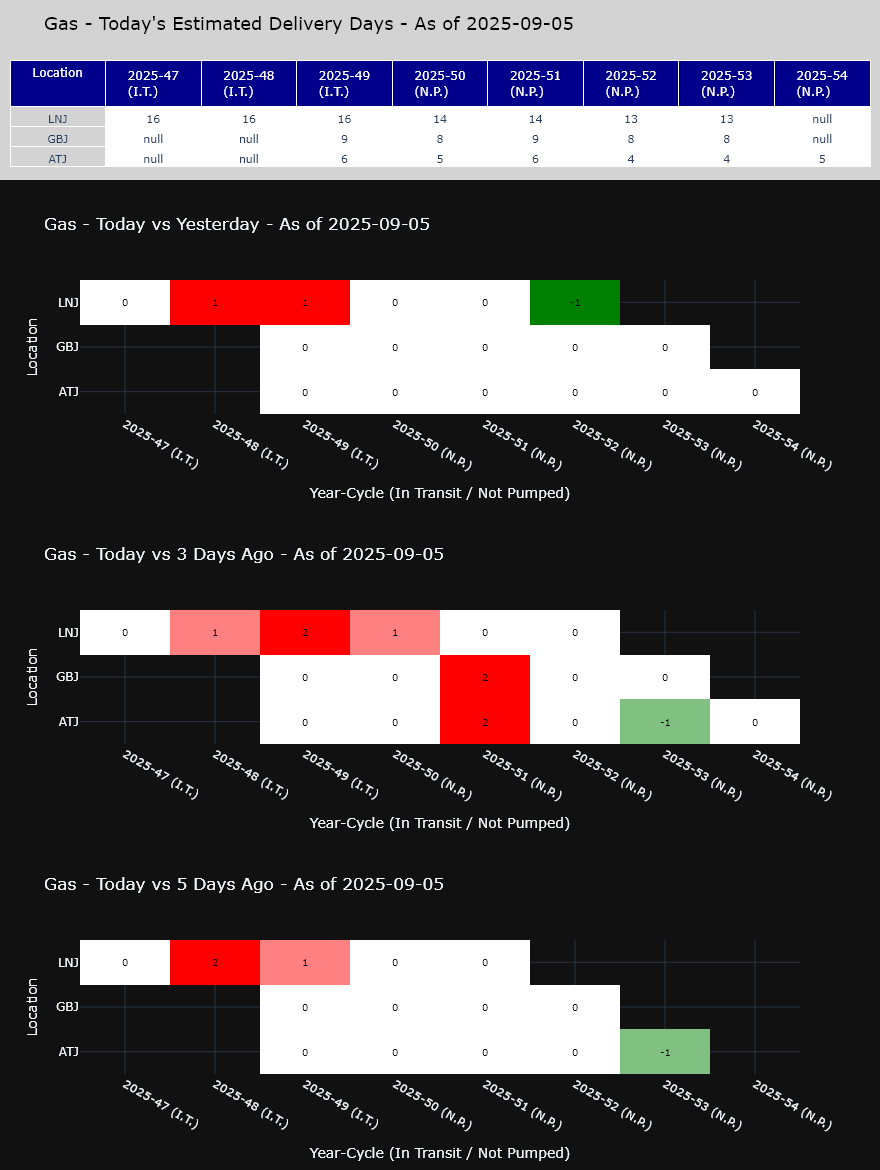 Gas - Today's Estimated Delivery Days - As of 2025-09-05
Location 2025-47 (I.T.) 2025-48 (I.T.) 2025-49 (I.T.) 2025-50 (N.P.) 2025-51 (N.P.) 2025-52 (N.P.) 2025-53 (N.P.) 2025-54 (N.P.)
LNJ 16 16 16 14 14 13 13 null
GBJ null null 9 8 9 8 8 null
ATJ null null 6 5 6 4 4 5
Gas - Today vs Yesterday - As of 2025-09-05
Location
LNJ 0 1 1 0 0 -1
GBJ 0 0 0 0 0
ATJ 0 0 0 0 0 0
2025-47 (I.T.) 2025-48 (I.T.) 2025-49 (I.T.) 2025-50 (N.P.) 2025-51 (N.P.) 2025-52 (N.P.) 2025-53 (N.P.) 2025-54 (N.P.)
Year-Cycle (In Transit / Not Pumped)
Gas - Today vs 3 Days Ago - As of 2025-09-05
Location
LNJ 0 1 2 1 0 0
GBJ 0 0 2 0 0
ATJ 0 0 2 0 -1 0
2025-47 (I.T.) 2025-48 (I.T.) 2025-49 (I.T.) 2025-50 (N.P.) 2025-51 (N.P.) 2025-52 (N.P.) 2025-53 (N.P.) 2025-54 (N.P.)
Year-Cycle (In Transit / Not Pumped)
Gas - Today vs 5 Days Ago - As of 2025-09-05
Location
LNJ 0 2 1 0 0
GBJ 0 0 0 0
ATJ 0 0 0 0 -1
2025-47 (I.T.) 2025-48 (I.T.) 2025-49 (I.T.) 2025-50 (N.P.) 2025-51 (N.P.) 2025-52 (N.P.) 2025-53 (N.P.) 2025-54 (N.P.)
Year-Cycle (In Transit / Not Pumped)